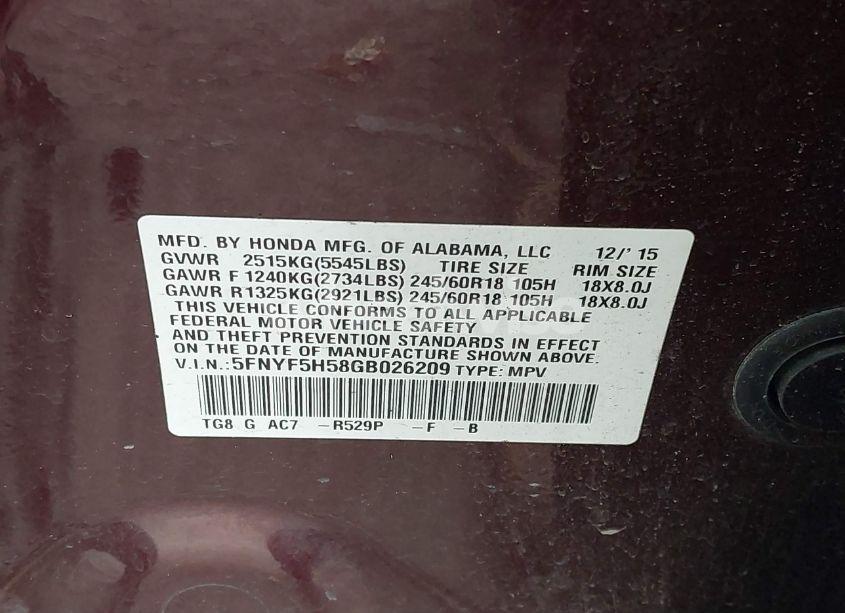 MFD. BY HONDA MFG. OF ALABAMA, LLC 12/' 15
GVWR 2515KG(5545LBS) TIRE SIZE RIM SIZE
GAWR F 1240KG(2734LBS) 245/60R18 105H 18X8.0J
GAWR R1325KG(2921LBS) 245/60R18 105H 18X8.0J
THIS VEHICLE CONFORMS TO ALL APPLICABLE
FEDERAL MOTOR VEHICLE SAFETY
AND THEFT PREVENTION STANDARDS IN EFFECT
ON THE DATE OF MANUFACTURE SHOWN ABOVE.
V.I.N.: 5FNYF5H58GB026209 TYPE: MPV
TG8 G AC7 -R529P -F -B